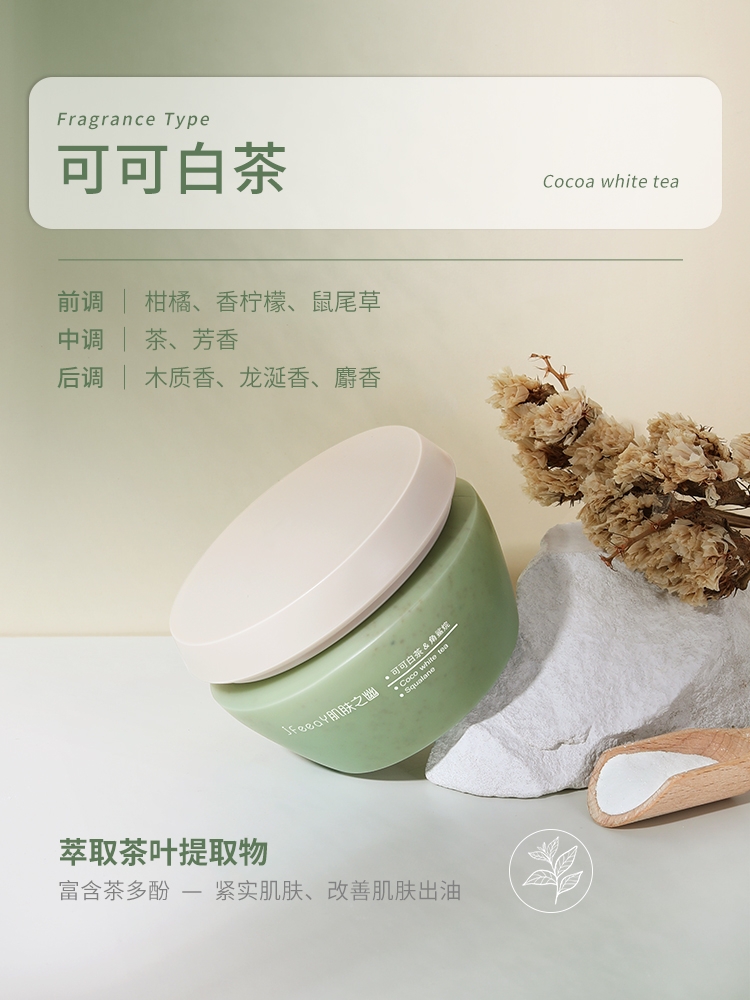 Fragrance Type
可可白茶
Cocoa white tea
前调 | 柑橘、香柠檬、鼠尾草
中调 | 茶、芳香
后调 | 木质香、龙涎香、麝香
可可白茶&角鲨烷
Coco white tea
Squalane
JFeeoY肌肤之幽
萃取茶叶提取物
富含茶多酚 — 紧实肌肤、改善肌肤出油